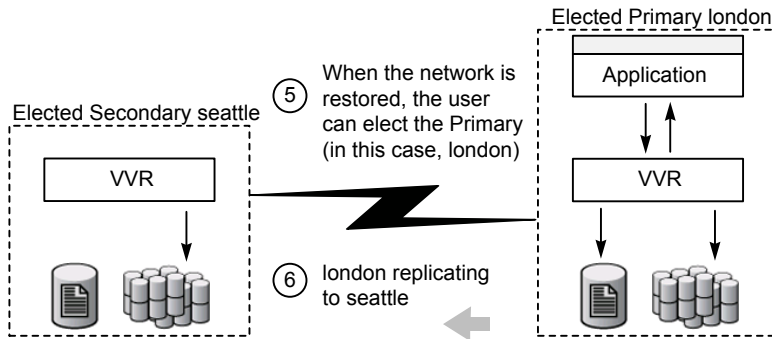 Elected Primary london
Application
VVR
5
When the network is
restored, the user
can elect the Primary
(in this case, london)
Elected Secondary seattle
VVR
6
london replicating
to seattle